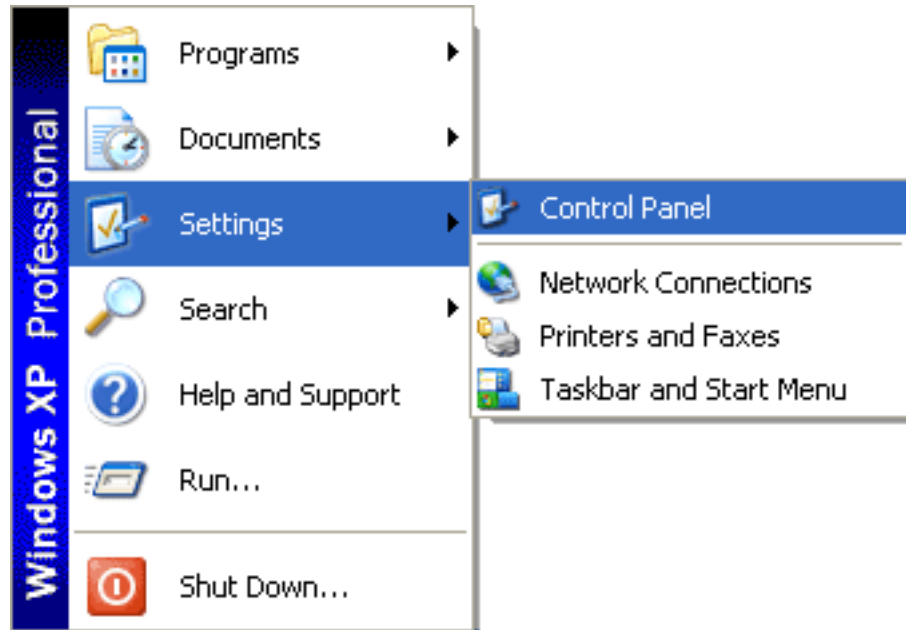 Windows XP Professional
Programs
Documents
Settings
Search
Help and Support
Run...
Shut Down...
Control Panel
Network Connections
Printers and Faxes
Taskbar and Start Menu